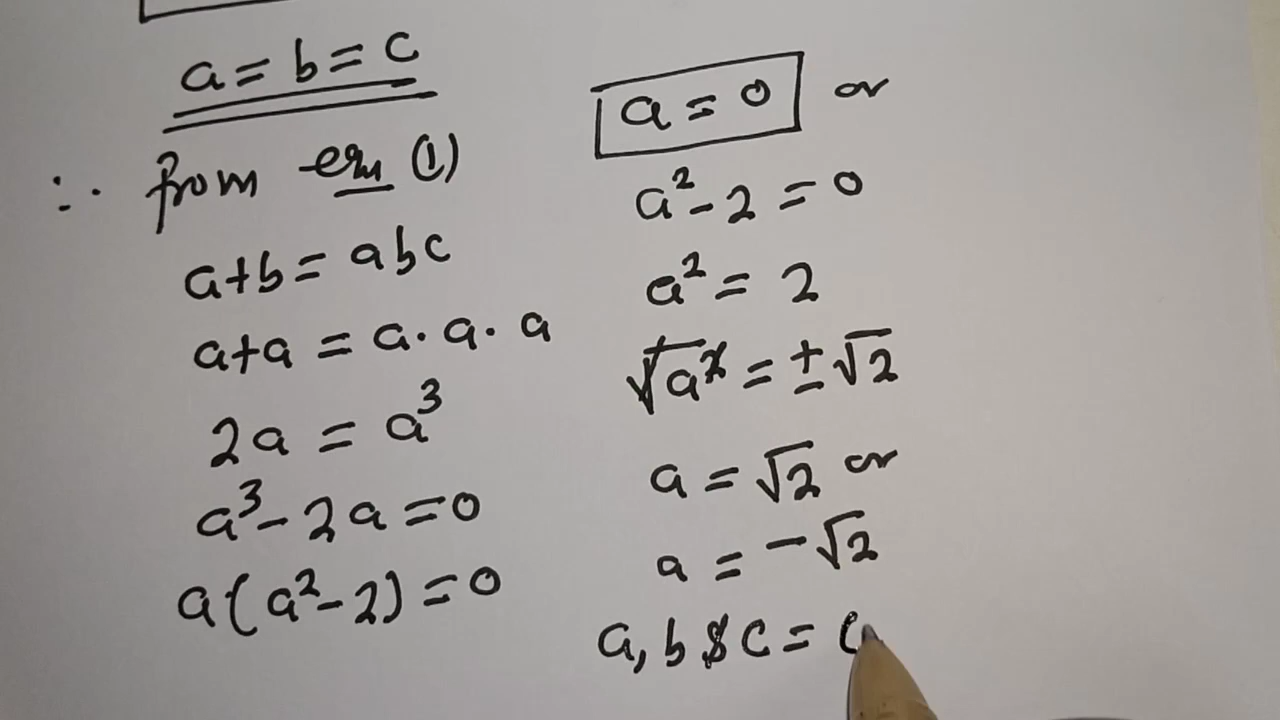 a = b = c
∴ from eqn (1)
a+b = abc
a+a = a·a·a
2a = a³
a³-2a=0
a(a²-2)=0
a = 0 or
a²-2=0
a² = 2
√a² = ±√2
a = √2 or
a = -√2
a, b & c =